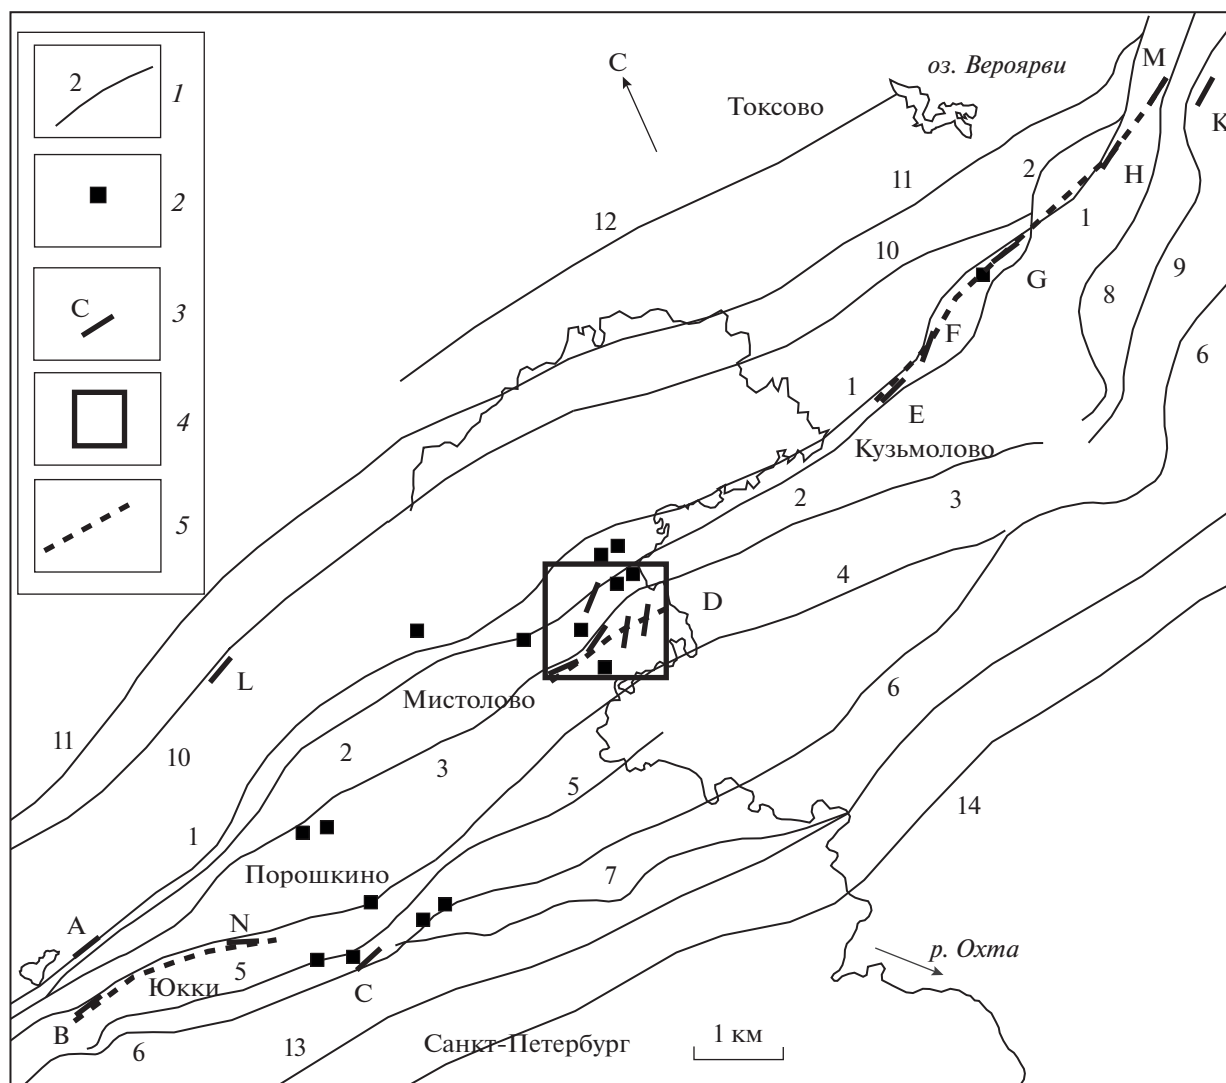 2
1
2
С
3
4
5
С
оз. Вероярви
Токсово
М
К
Н
2
11
1
12
10
G
9
8
F
6
1
Е
Кузьмолово
2
3
4
D
L
Мистолово
6
11
10
2
3
5
14
1
7
Порошкино
А
N
р. Охта
5
Юкки
С
В
6
13
Санкт-Петербург
1 км